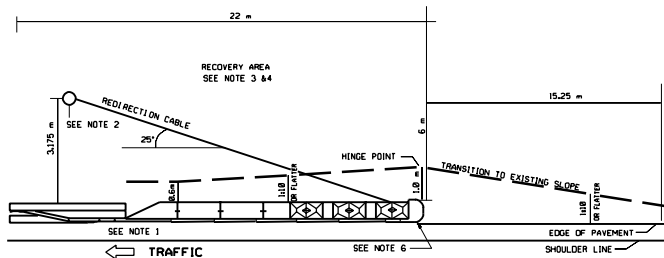 22 m
RECOVERY AREA
SEE NOTE 3 &4
15.25 m
REDIRECTION CABLE
SEE NOTE 2
3.175 m
25°
6 m
HINGE POINT
TRANSITION TO EXISTING SLOPE
0.6m
1:10
OR FLATTER
1.0 m
1:10
OR FLATTER
SEE NOTE 1
SEE NOTE 6
EDGE OF PAVEMENT
SHOULDER LINE
TRAFFIC